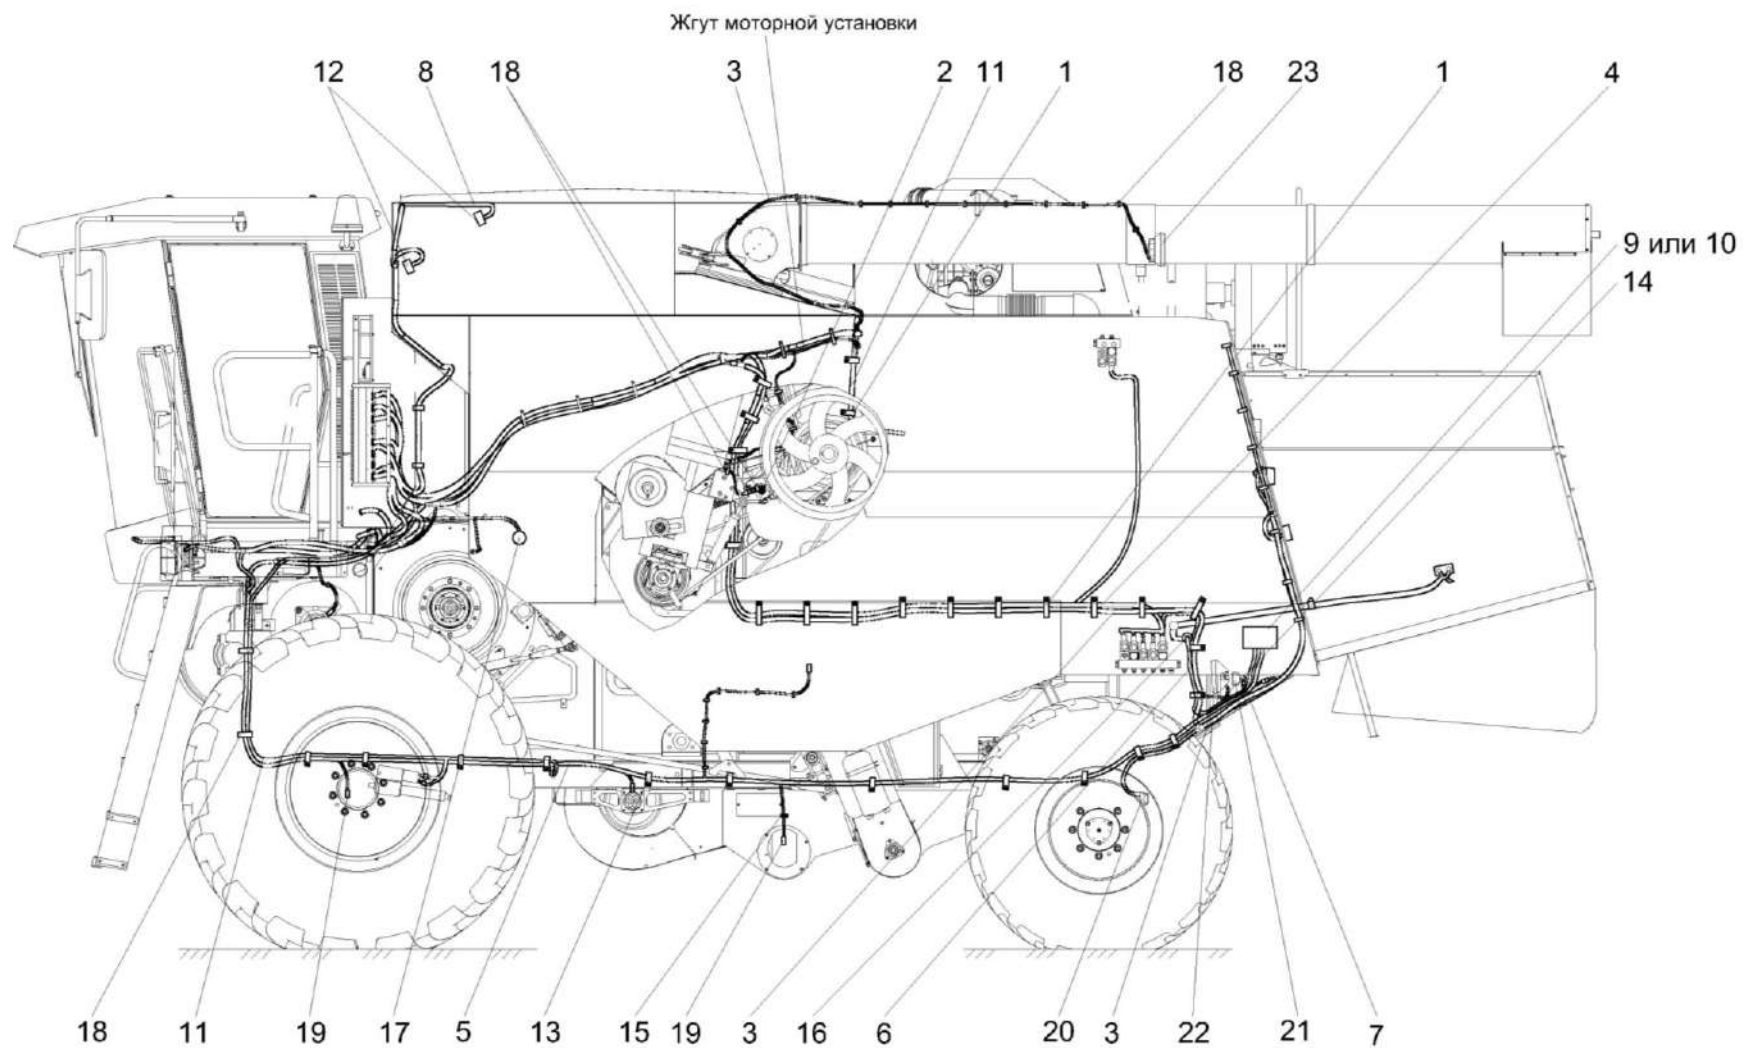 Жгут моторной установки
12 8 18 3 2 11 1 18 23 1 4
9 или 10
14
18 11 19 17 5 13 15 19 3 16 6 20 3 22 21 7